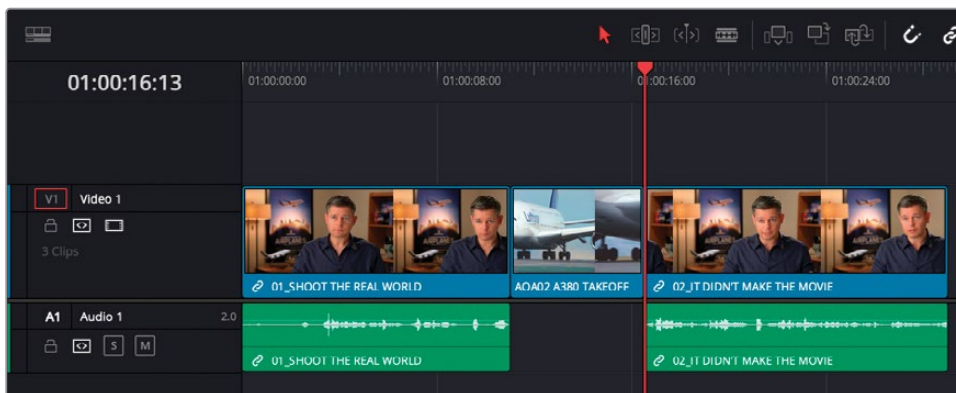 01:00:16:13
01:00:00:00 01:00:08:00 01:00:16:00 01:00:24:00
V1 Video 1
3 Clips
01_SHOOT THE REAL WORLD
AOA02 A380 TAKEOFF
02_IT DIDN'T MAKE THE MOVIE
A1 Audio 1 2.0
S M
01_SHOOT THE REAL WORLD
02_IT DIDN'T MAKE THE MOVIE